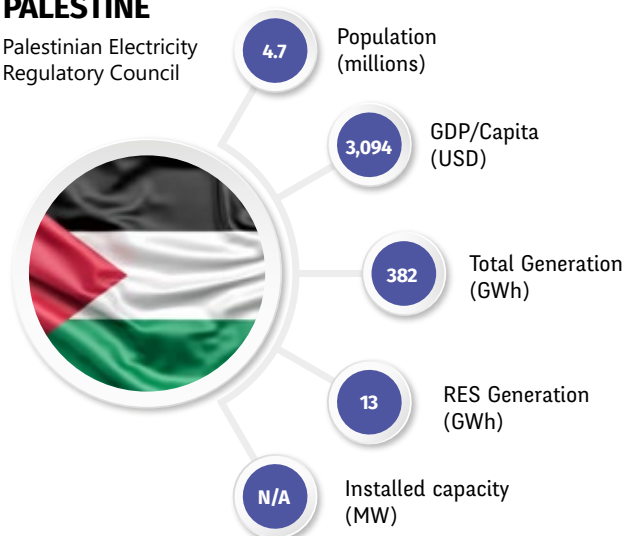 PALESTINE
Palestinian Electricity
Regulatory Council
4.7
Population
(millions)
3,094
GDP/Capita
(USD)
382
Total Generation
(GWh)
13
RES Generation
(GWh)
N/A
Installed capacity
(MW)